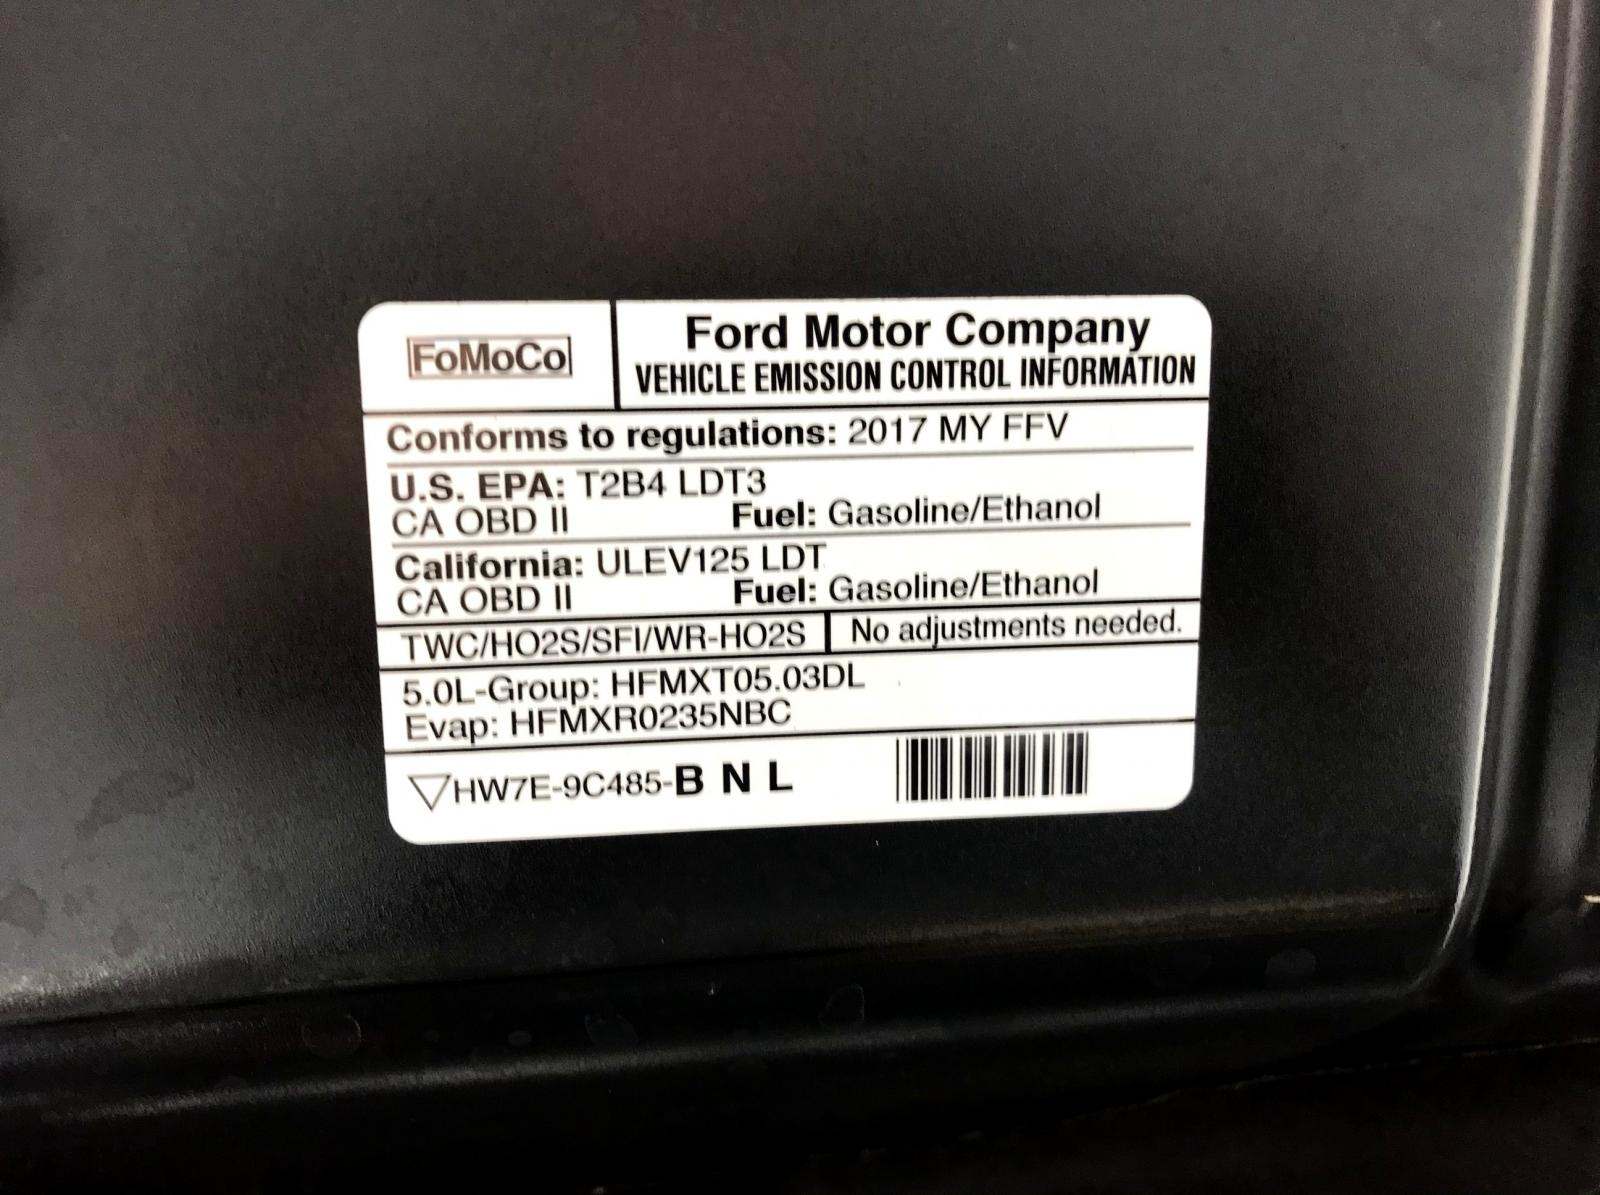 FoMoCo
Ford Motor Company
VEHICLE EMISSION CONTROL INFORMATION
Conforms to regulations: 2017 MY FFV
U.S. EPA: T2B4 LDT3
CA OBD II Fuel: Gasoline/Ethanol
California: ULEV125 LDT
CA OBD II Fuel: Gasoline/Ethanol
TWC/HO2S/SFI/WR-HO2S No adjustments needed.
5.0L-Group: HFMXT05.03DL
Evap: HFMXR0235NBC
HW7E-9C485-B N L